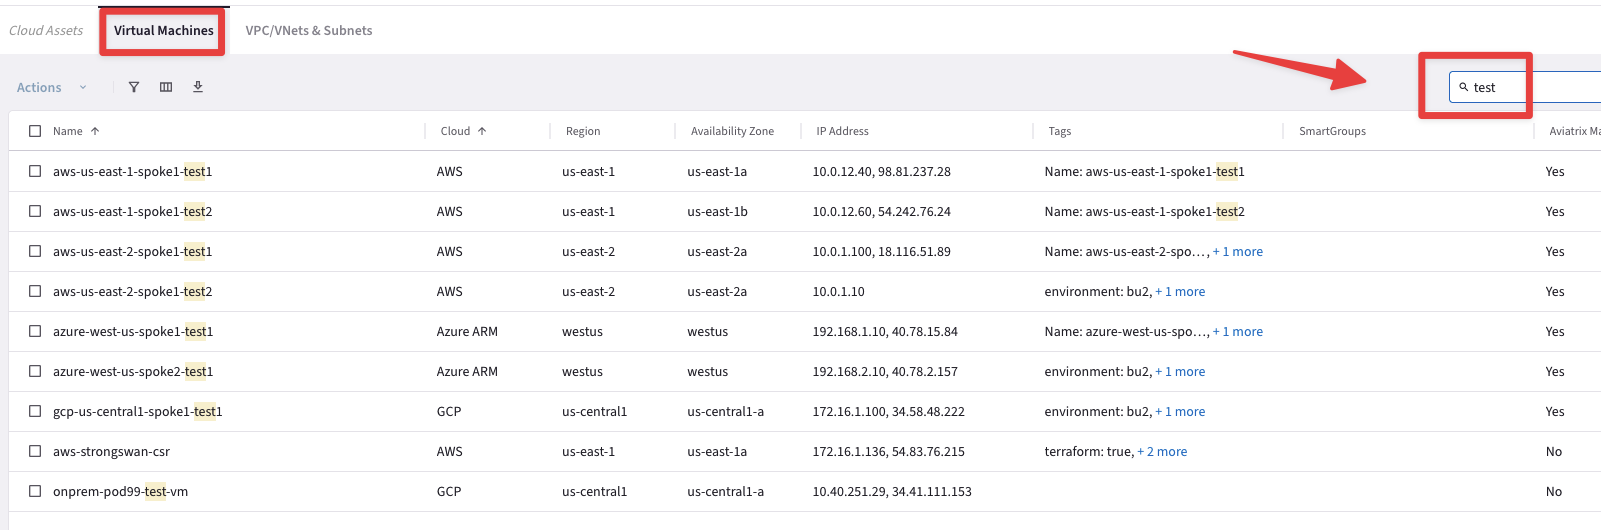 Cloud Assets Virtual Machines VPC/VNets & Subnets
Actions test
Name Cloud Region Availability Zone IP Address Tags SmartGroups Aviatrix Ma
aws-us-east-1-spoke1-test1 AWS us-east-1 us-east-1a 10.0.12.40, 98.81.237.28 Name: aws-us-east-1-spoke1-test1 Yes
aws-us-east-1-spoke1-test2 AWS us-east-1 us-east-1b 10.0.12.60, 54.242.76.24 Name: aws-us-east-1-spoke1-test2 Yes
aws-us-east-2-spoke1-test1 AWS us-east-2 us-east-2a 10.0.1.100, 18.116.51.89 Name: aws-us-east-2-spo..., + 1 more Yes
aws-us-east-2-spoke1-test2 AWS us-east-2 us-east-2a 10.0.1.10 environment: bu2, + 1 more Yes
azure-west-us-spoke1-test1 Azure ARM westus westus 192.168.1.10, 40.78.15.84 Name: azure-west-us-spo..., + 1 more Yes
azure-west-us-spoke2-test1 Azure ARM westus westus 192.168.2.10, 40.78.2.157 environment: bu2, + 1 more Yes
gcp-us-central1-spoke1-test1 GCP us-central1 us-central1-a 172.16.1.100, 34.58.48.222 environment: bu2, + 1 more Yes
aws-strongswan-csr AWS us-east-1 us-east-1a 172.16.1.136, 54.83.76.215 terraform: true, + 2 more No
onprem-pod99-test-vm GCP us-central1 us-central1-a 10.40.251.29, 34.41.111.153 No